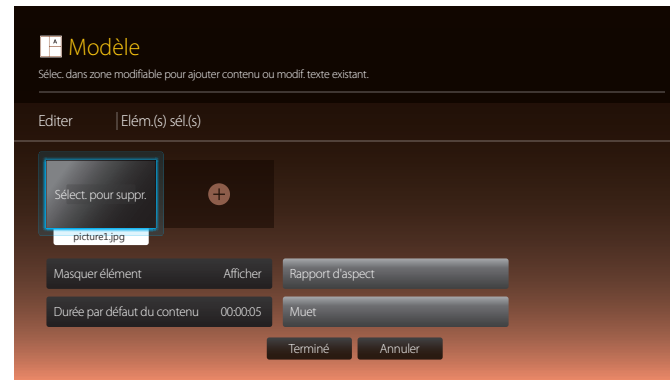 A
Modèle
Sélec. dans zone modifiable pour ajouter contenu ou modif. texte existant.
Editer Elém.(s) sél.(s)
Sélect. pour suppr.
picture1.jpg
Masquer élément Afficher Rapport d'aspect
Durée par défaut du contenu 00:00:05 Muet
Terminé Annuler